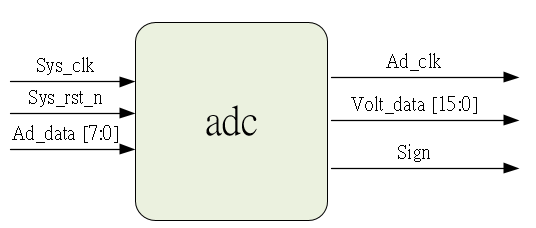 Sys_clk
Sys_rst_n
Ad_data [7:0]
adc
Ad_clk
Volt_data [15:0]
Sign